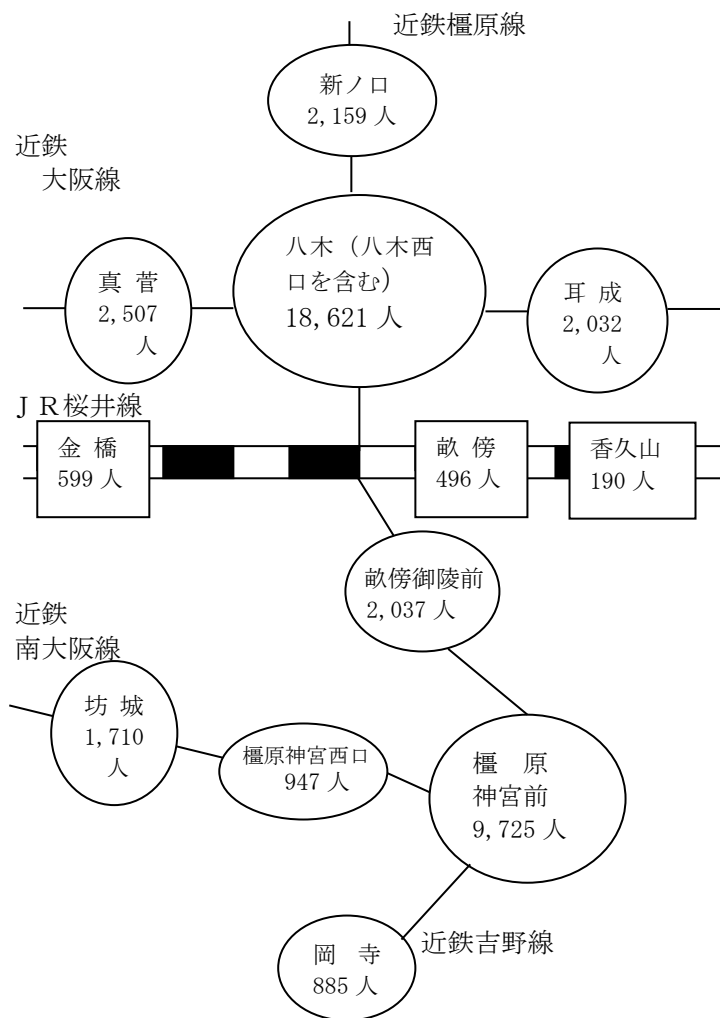 近鉄橿原線
新ノ口
2,159 人
近鉄
大阪線
八木（八木西
口を含む）
18,621 人
真 菅
2,507
人
耳 成
2,032
人
ＪＲ桜井線
金 橋
599 人
畝 傍
496 人
香久山
190 人
畝傍御陵前
2,037 人
近鉄
南大阪線
坊 城
1,710
人
橿原神宮西口
947 人
橿　原
神宮前
9,725 人
近鉄吉野線
岡　寺
885 人